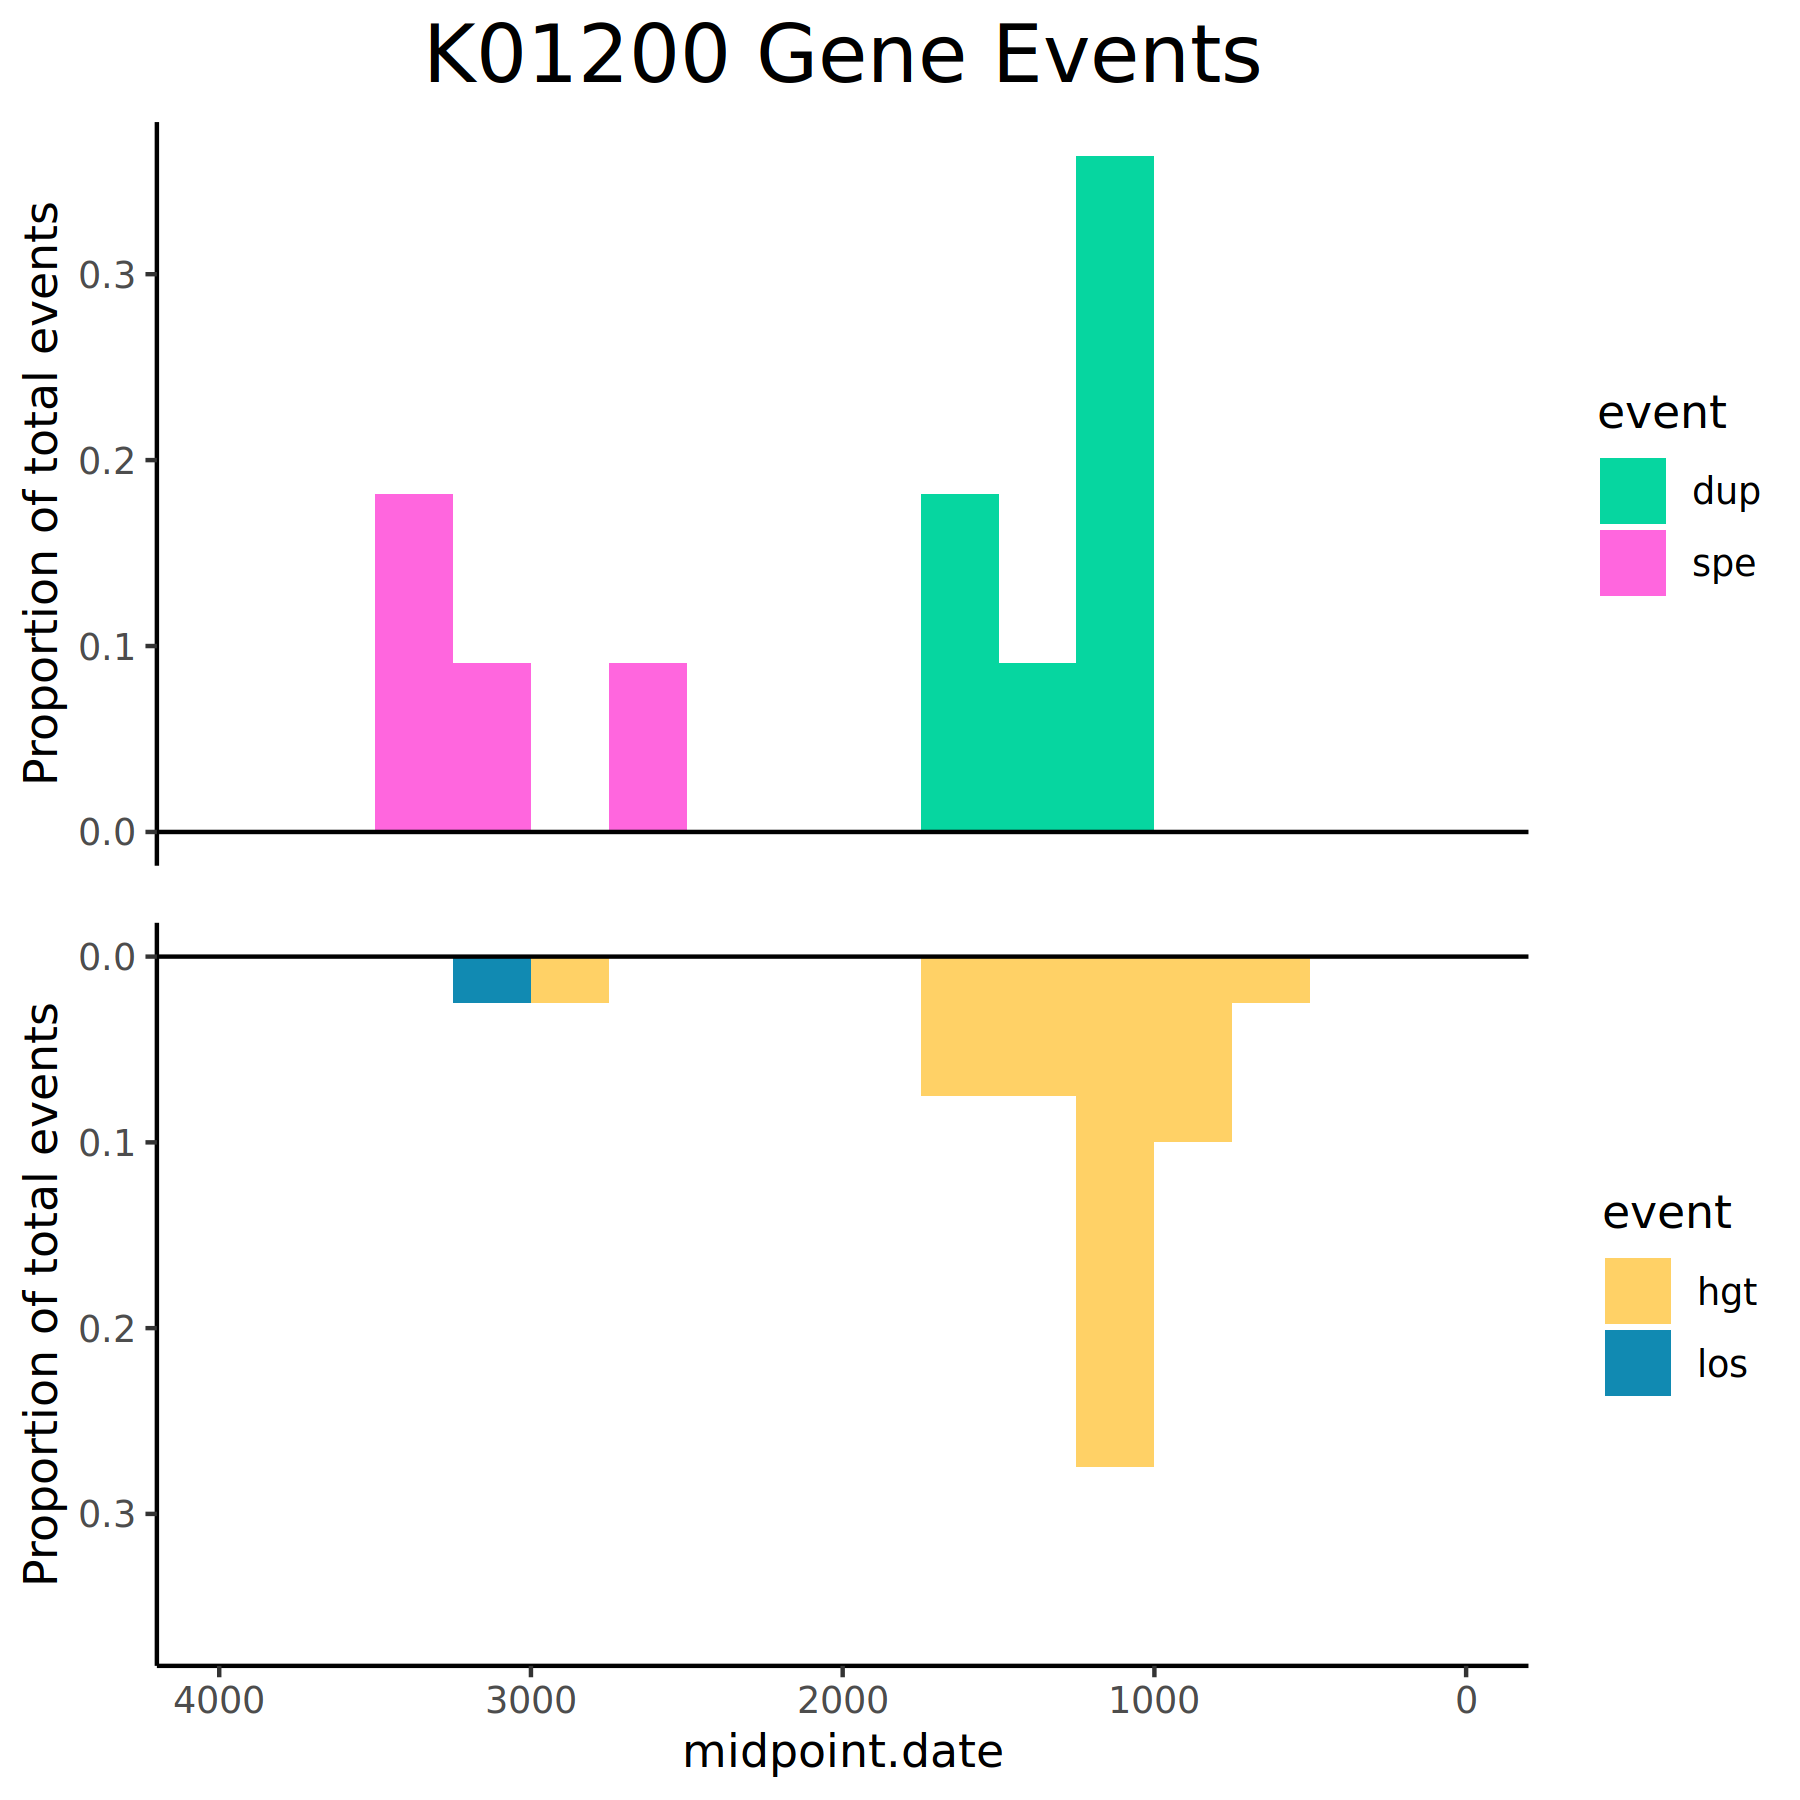 K01200 Gene Events
Proportion of total events
0.3
0.2
0.1
0.0
event
dup
spe
Proportion of total events
0.0
0.1
0.2
0.3
event
hgt
los
4000 3000 2000 1000 0
midpoint.date